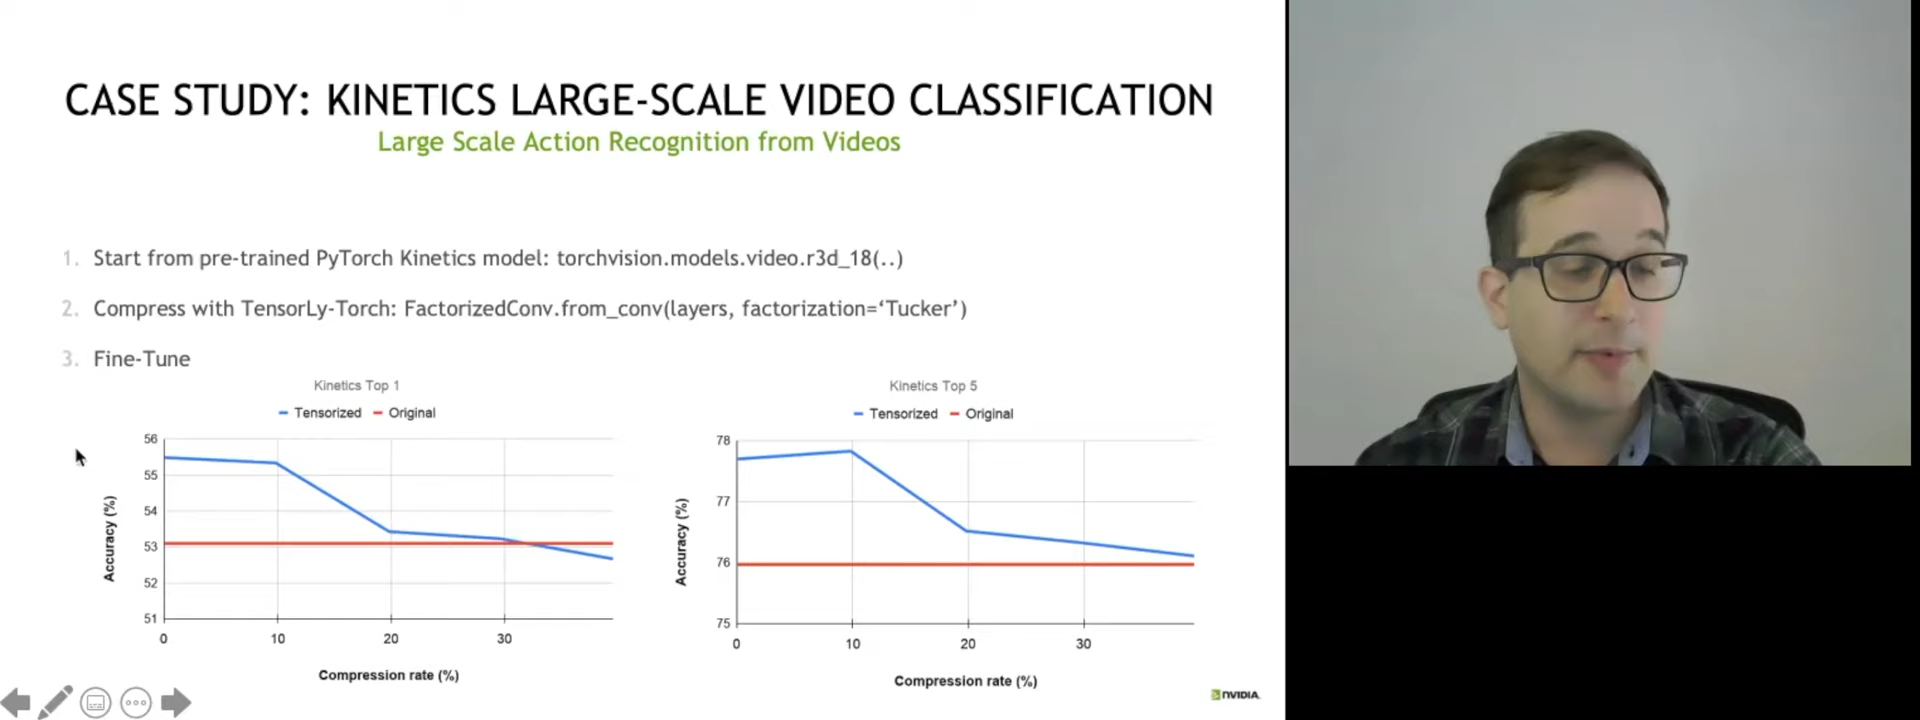 CASE STUDY: KINETICS LARGE-SCALE VIDEO CLASSIFICATION
Large Scale Action Recognition from Videos
1. Start from pre-trained PyTorch Kinetics model: torchvision.models.video.r3d_18(..)
2. Compress with TensorLy-Torch: FactorizedConv.from_conv(layers, factorization=‘Tucker’)
3. Fine-Tune
Kinetics Top 1
Tensorized Original
56
55
54
53
52
51
Accuracy (%)
0 10 20 30
Compression rate (%)
Kinetics Top 5
Tensorized Original
78
77
76
75
Accuracy (%)
0 10 20 30
Compression rate (%)
NVIDIA.